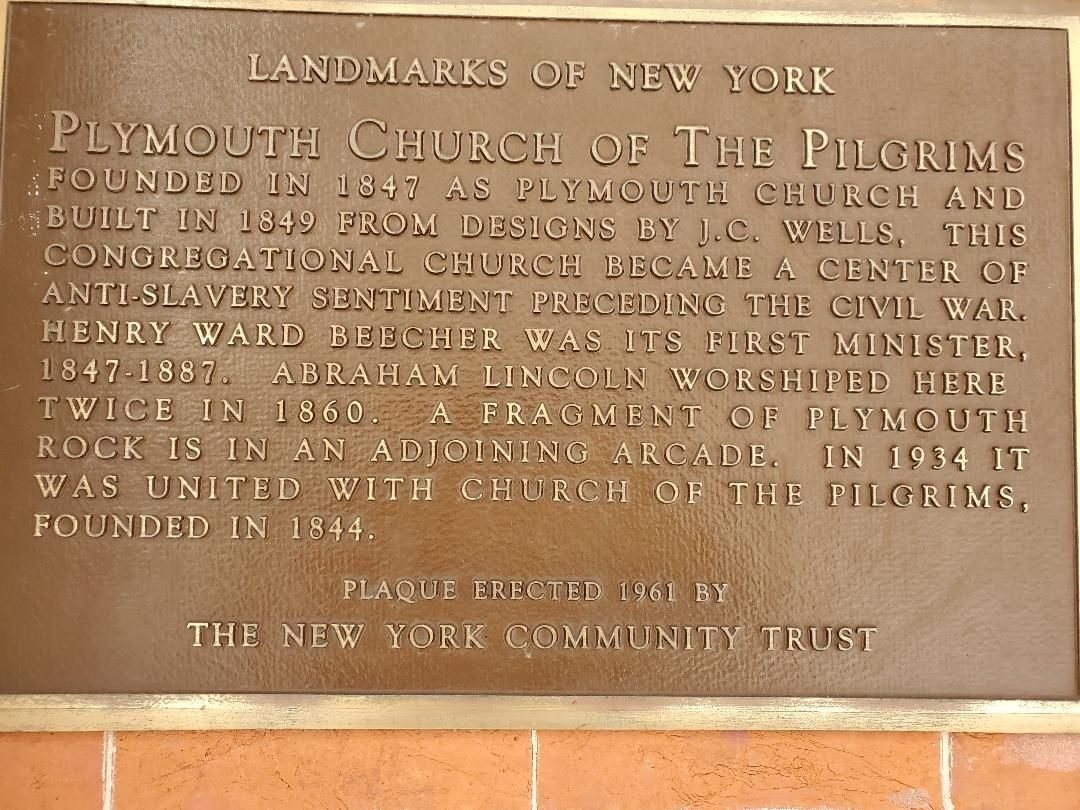 LANDMARKS OF NEW YORK
PLYMOUTH CHURCH OF THE PILGRIMS
FOUNDED IN 1847 AS PLYMOUTH CHURCH AND
BUILT IN 1849 FROM DESIGNS BY J.C. WELLS, THIS
CONGREGATIONAL CHURCH BECAME A CENTER OF
ANTI-SLAVERY SENTIMENT PRECEDING THE CIVIL WAR.
HENRY WARD BEECHER WAS ITS FIRST MINISTER,
1847-1887. ABRAHAM LINCOLN WORSHIPED HERE
TWICE IN 1860. A FRAGMENT OF PLYMOUTH
ROCK IS IN AN ADJOINING ARCADE. IN 1934 IT
WAS UNITED WITH CHURCH OF THE PILGRIMS,
FOUNDED IN 1844.
PLAQUE ERECTED 1961 BY
THE NEW YORK COMMUNITY TRUST